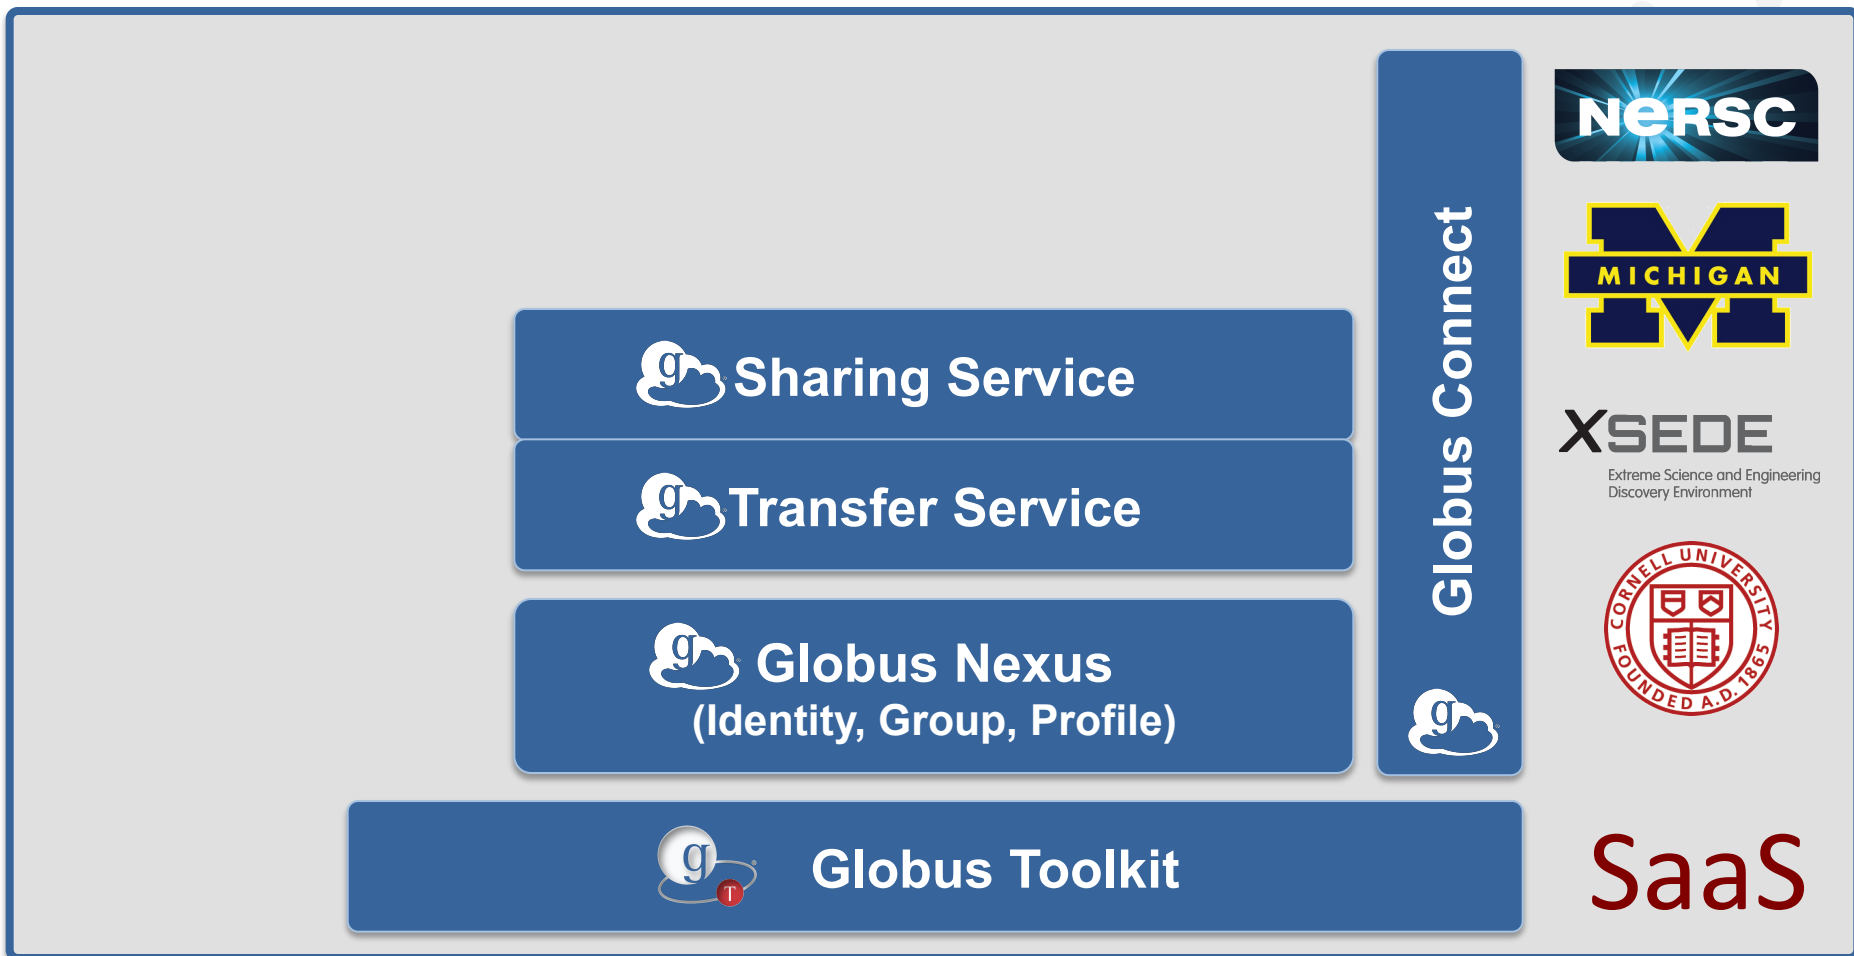 NeRSC
MICHIGAN
XSEDE
Extreme Science and Engineering
Discovery Environment
CORNELL UNIVERSITY
FOUNDED A.D. 1865
Globus Connect
g
g Sharing Service
g Transfer Service
g Globus Nexus
(Identity, Group, Profile)
g T Globus Toolkit
SaaS